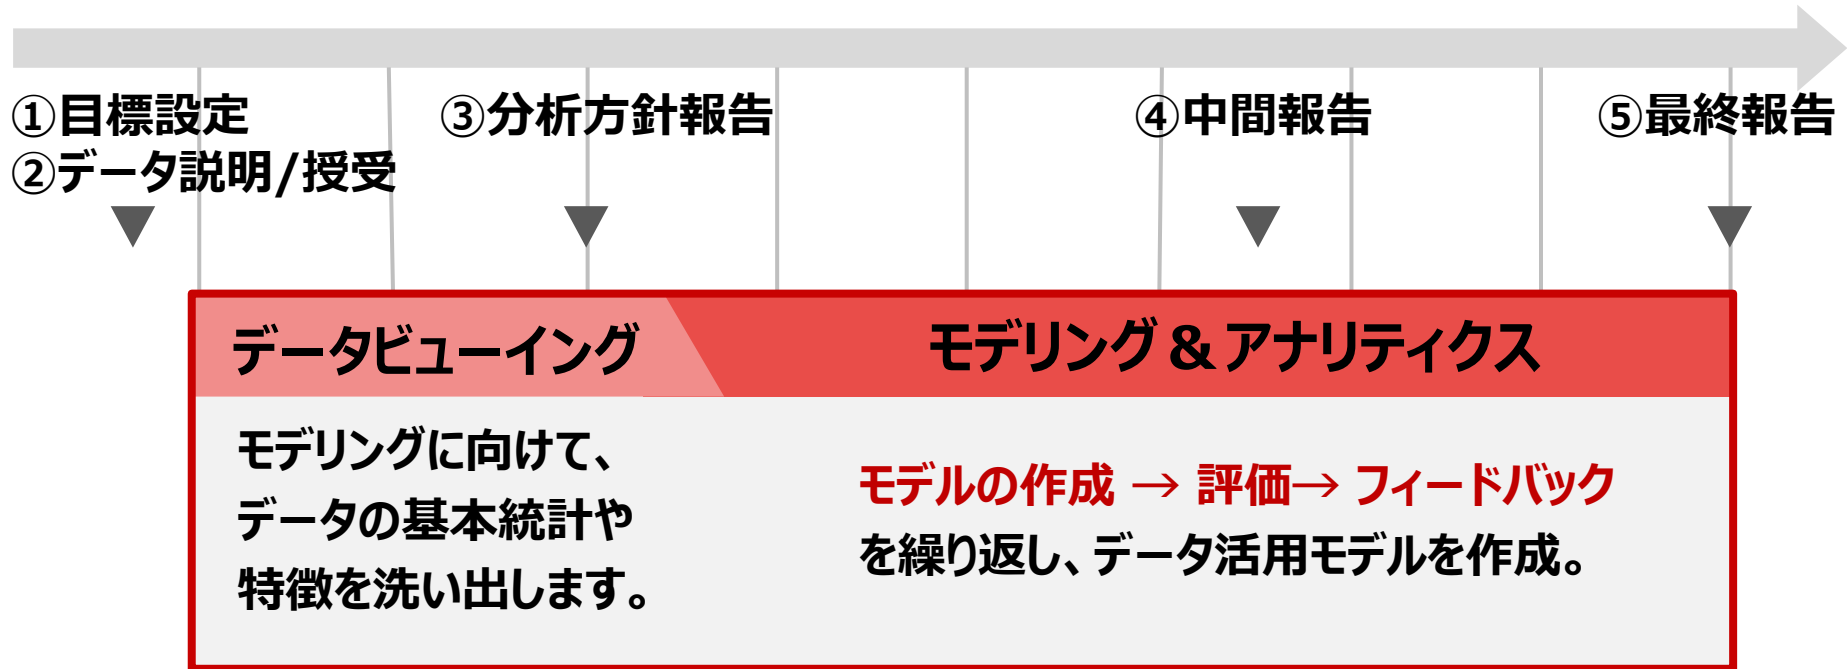 ①目標設定
②データ説明/授受
③分析方針報告
④中間報告
⑤最終報告
データビューイング
モデリング＆アナリティクス
モデリングに向けて、
データの基本統計や
特徴を洗い出します。
モデルの作成 → 評価→ フィードバック
を繰り返し、データ活用モデルを作成。